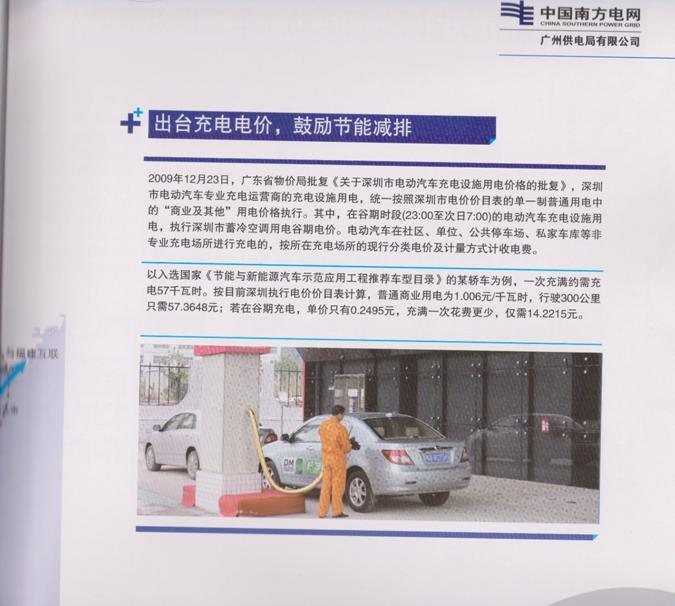 中国南方电网
CHINA SOUTHERN POWER GRID
广州供电局有限公司
出台充电电价，鼓励节能减排
2009年12月23日，广东省物价局批复《关于深圳市电动汽车充电设施用电价格的批复》，深圳
市电动汽车专业充电运营商的充电设施用电，统一按照深圳市电价价目表的单一制普通用电中
的“商业及其他”用电价格执行。其中，在谷期时段(23:00至次日7:00)的电动汽车充电设施用
电，执行深圳市蓄冷空调用电谷期电价。电动汽车在社区、单位、公共停车场、私家车库等非
专业充电场所进行充电的，按所在充电场所的现行分类电价及计量方式计收电费。
以入选国家《节能与新能源汽车示范应用工程推荐车型目录》的某轿车为例，一次充满约需充
电57千瓦时。按目前深圳执行电价价目表计算，普通商业用电为1.006元/千瓦时，行驶300公里
只需57.3648元；若在谷期充电，单价只有0.2495元，充满一次花费更少，仅需14.2215元。
与福建互联
市
DM